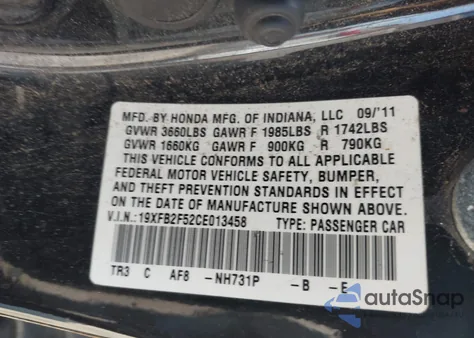 MFD. BY HONDA MFG. OF INDIANA, LLC 09/'11
GVWR 3660LBS GAWR F 1985LBS R 1742LBS
GVWR 1660KG GAWR F 900KG R 790KG
THIS VEHICLE CONFORMS TO ALL APPLICABLE
FEDERAL MOTOR VEHICLE SAFETY, BUMPER,
AND THEFT PREVENTION STANDARDS IN EFFECT
ON THE DATE OF MANUFACTURE SHOWN ABOVE.
V.I.N.:19XFB2F52CE013458 TYPE: PASSENGER CAR
TR3 C AF8 -NH731P -B -E
autoSnap